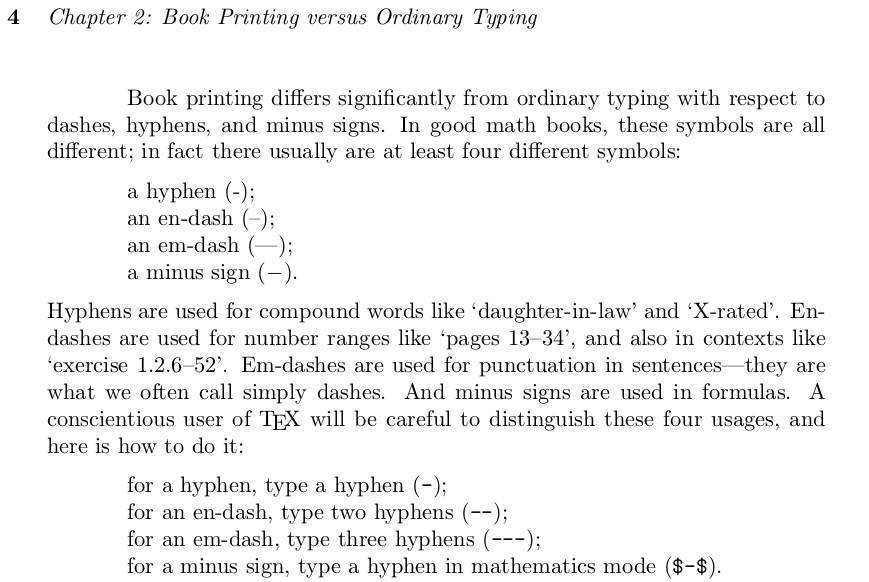 4 Chapter 2: Book Printing versus Ordinary Typing
Book printing differs significantly from ordinary typing with respect to
dashes, hyphens, and minus signs. In good math books, these symbols are all
different; in fact there usually are at least four different symbols:
a hyphen (-);
an en-dash (–);
an em-dash (—);
a minus sign (−).
Hyphens are used for compound words like ‘daughter-in-law’ and ‘X-rated’. En-
dashes are used for number ranges like ‘pages 13–34’, and also in contexts like
‘exercise 1.2.6–52’. Em-dashes are used for punctuation in sentences—they are
what we often call simply dashes. And minus signs are used in formulas. A
conscientious user of TEX will be careful to distinguish these four usages, and
here is how to do it:
for a hyphen, type a hyphen (-);
for an en-dash, type two hyphens (--);
for an em-dash, type three hyphens (---);
for a minus sign, type a hyphen in mathematics mode ($-$).